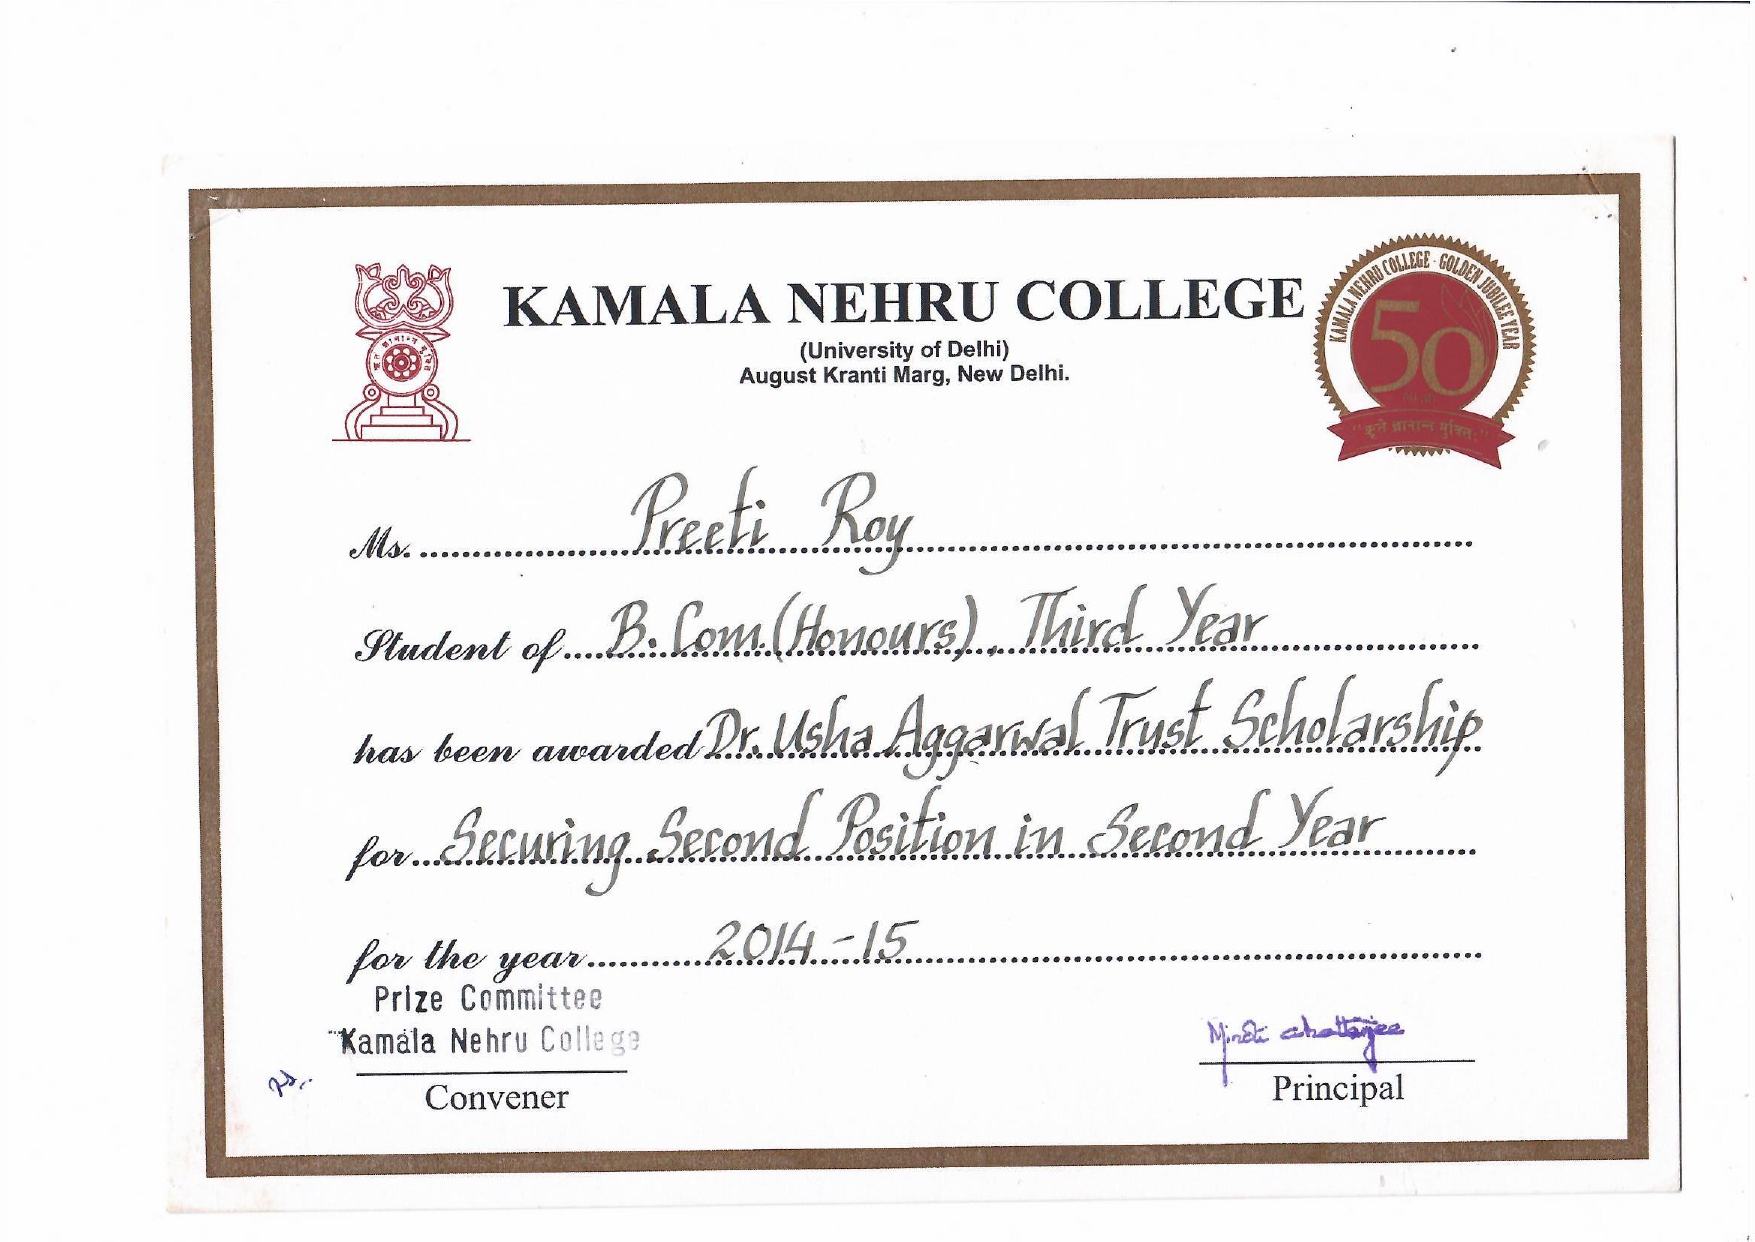 KAMALA NEHRU COLLEGE
(University of Delhi)
August Kranti Marg, New Delhi.
KAMALA NEHRU COLLEGE - GOLDEN JUBILEE YEAR
50
Ms. Preeti Roy
Student of B.Com.(Honours), Third Year
has been awarded Dr. Usha Aggarwal Trust Scholarship
for Securing Second Position in Second Year
for the year 2014-15
Prize Committee
Kamala Nehru College
Convener
Principal